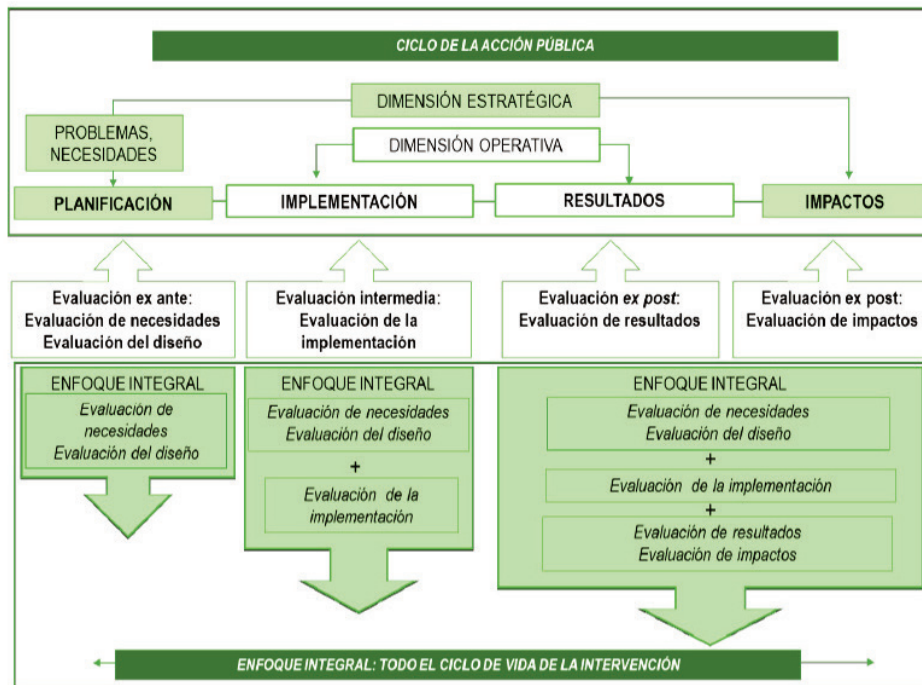 CICLO DE LA ACCIÓN PÚBLICA
DIMENSIÓN ESTRATÉGICA
PROBLEMAS,
NECESIDADES
DIMENSIÓN OPERATIVA
PLANIFICACIÓN
IMPLEMENTACIÓN
RESULTADOS
IMPACTOS
Evaluación ex ante:
Evaluación de necesidades
Evaluación del diseño
Evaluación intermedia:
Evaluación de la
implementación
Evaluación ex post:
Evaluación de resultados
Evaluación ex post:
Evaluación de impactos
ENFOQUE INTEGRAL
Evaluación de
necesidades
Evaluación del diseño
ENFOQUE INTEGRAL
Evaluación de necesidades
Evaluación del diseño
+
Evaluación de la
implementación
ENFOQUE INTEGRAL
Evaluación de necesidades
Evaluación del diseño
+
Evaluación de la implementación
+
Evaluación de resultados
Evaluación de impactos
ENFOQUE INTEGRAL: TODO EL CICLO DE VIDA DE LA INTERVENCIÓN